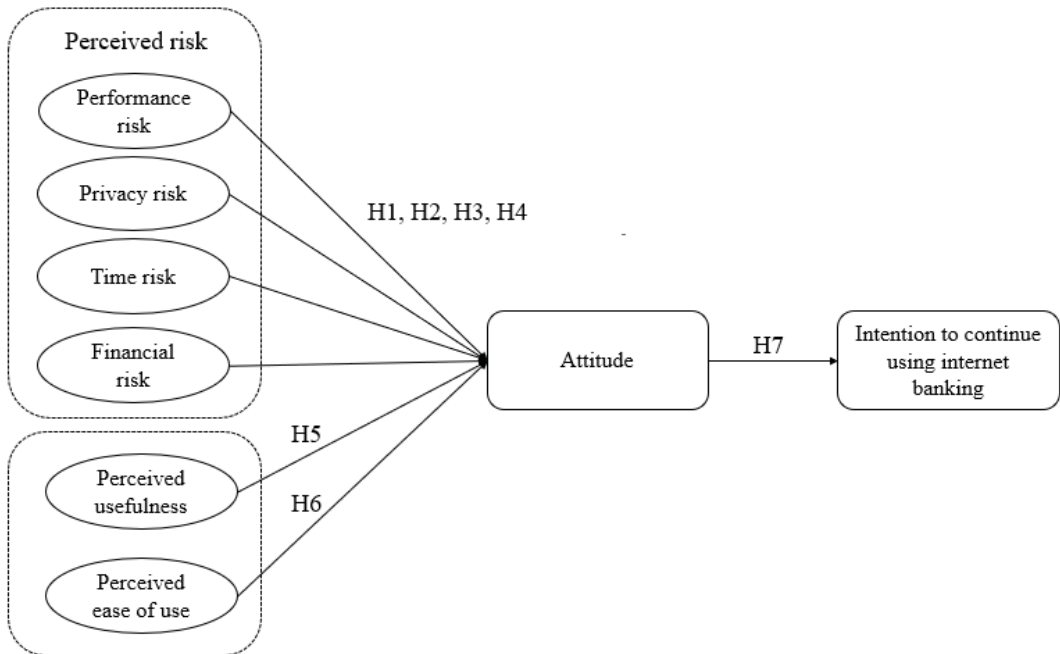 Perceived risk
Performance
risk
Privacy risk
H1, H2, H3, H4
Time risk
Financial
risk
Attitude
H7
Intention to continue
using internet
banking
H5
Perceived
usefulness
H6
Perceived
ease of use